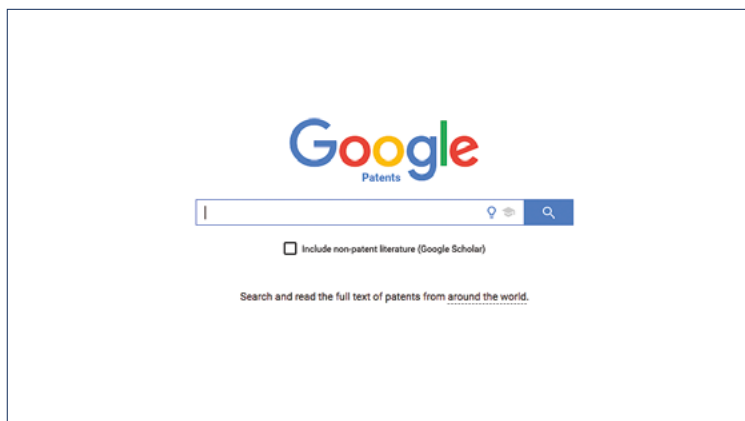 Google
Patents
Include non-patent literature (Google Scholar)
Search and read the full text of patents from around the world.